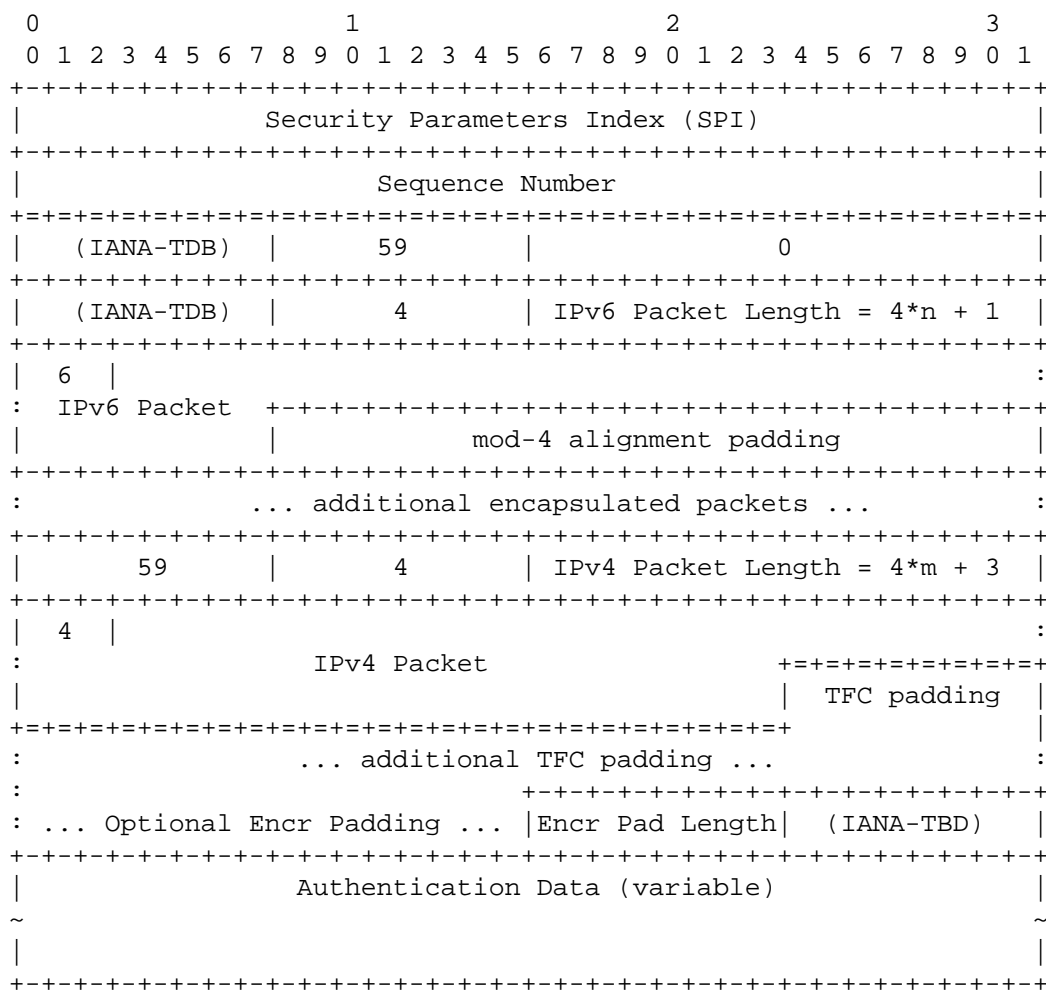 0                   1                   2                   3
 0 1 2 3 4 5 6 7 8 9 0 1 2 3 4 5 6 7 8 9 0 1 2 3 4 5 6 7 8 9 0 1
+-+-+-+-+-+-+-+-+-+-+-+-+-+-+-+-+-+-+-+-+-+-+-+-+-+-+-+-+-+-+-+-+
|               Security Parameters Index (SPI)                 |
+-+-+-+-+-+-+-+-+-+-+-+-+-+-+-+-+-+-+-+-+-+-+-+-+-+-+-+-+-+-+-+-+
|                      Sequence Number                          |
+=+=+=+=+=+=+=+=+=+=+=+=+=+=+=+=+=+=+=+=+=+=+=+=+=+=+=+=+=+=+=+=+
|   (IANA-TDB)  |      59       |               0               |
+-+-+-+-+-+-+-+-+-+-+-+-+-+-+-+-+-+-+-+-+-+-+-+-+-+-+-+-+-+-+-+-+
|   (IANA-TDB)  |       4       | IPv6 Packet Length = 4*n + 1  |
+-+-+-+-+-+-+-+-+-+-+-+-+-+-+-+-+-+-+-+-+-+-+-+-+-+-+-+-+-+-+-+-+
|  6  |                                                         :
:  IPv6 Packet  +-+-+-+-+-+-+-+-+-+-+-+-+-+-+-+-+-+-+-+-+-+-+-+-+
|               |            mod-4 alignment padding            |
+-+-+-+-+-+-+-+-+-+-+-+-+-+-+-+-+-+-+-+-+-+-+-+-+-+-+-+-+-+-+-+-+
:              ... additional encapsulated packets ...          :
+-+-+-+-+-+-+-+-+-+-+-+-+-+-+-+-+-+-+-+-+-+-+-+-+-+-+-+-+-+-+-+-+
|       59      |       4       | IPv4 Packet Length = 4*m + 3  |
+-+-+-+-+-+-+-+-+-+-+-+-+-+-+-+-+-+-+-+-+-+-+-+-+-+-+-+-+-+-+-+-+
|  4  |                                                         :
:                  IPv4 Packet                  +=+=+=+=+=+=+=+=+
|                                               |  TFC padding  |
+=+=+=+=+=+=+=+=+=+=+=+=+=+=+=+=+=+=+=+=+=+=+=+=+               |
:                 ... additional TFC padding ...                :
:                               +-+-+-+-+-+-+-+-+-+-+-+-+-+-+-+-+
: ... Optional Encr Padding ... |Encr Pad Length|  (IANA-TBD)   |
+-+-+-+-+-+-+-+-+-+-+-+-+-+-+-+-+-+-+-+-+-+-+-+-+-+-+-+-+-+-+-+-+
|                 Authentication Data (variable)                |
~                                                               ~
|                                                               |
+-+-+-+-+-+-+-+-+-+-+-+-+-+-+-+-+-+-+-+-+-+-+-+-+-+-+-+-+-+-+-+-+